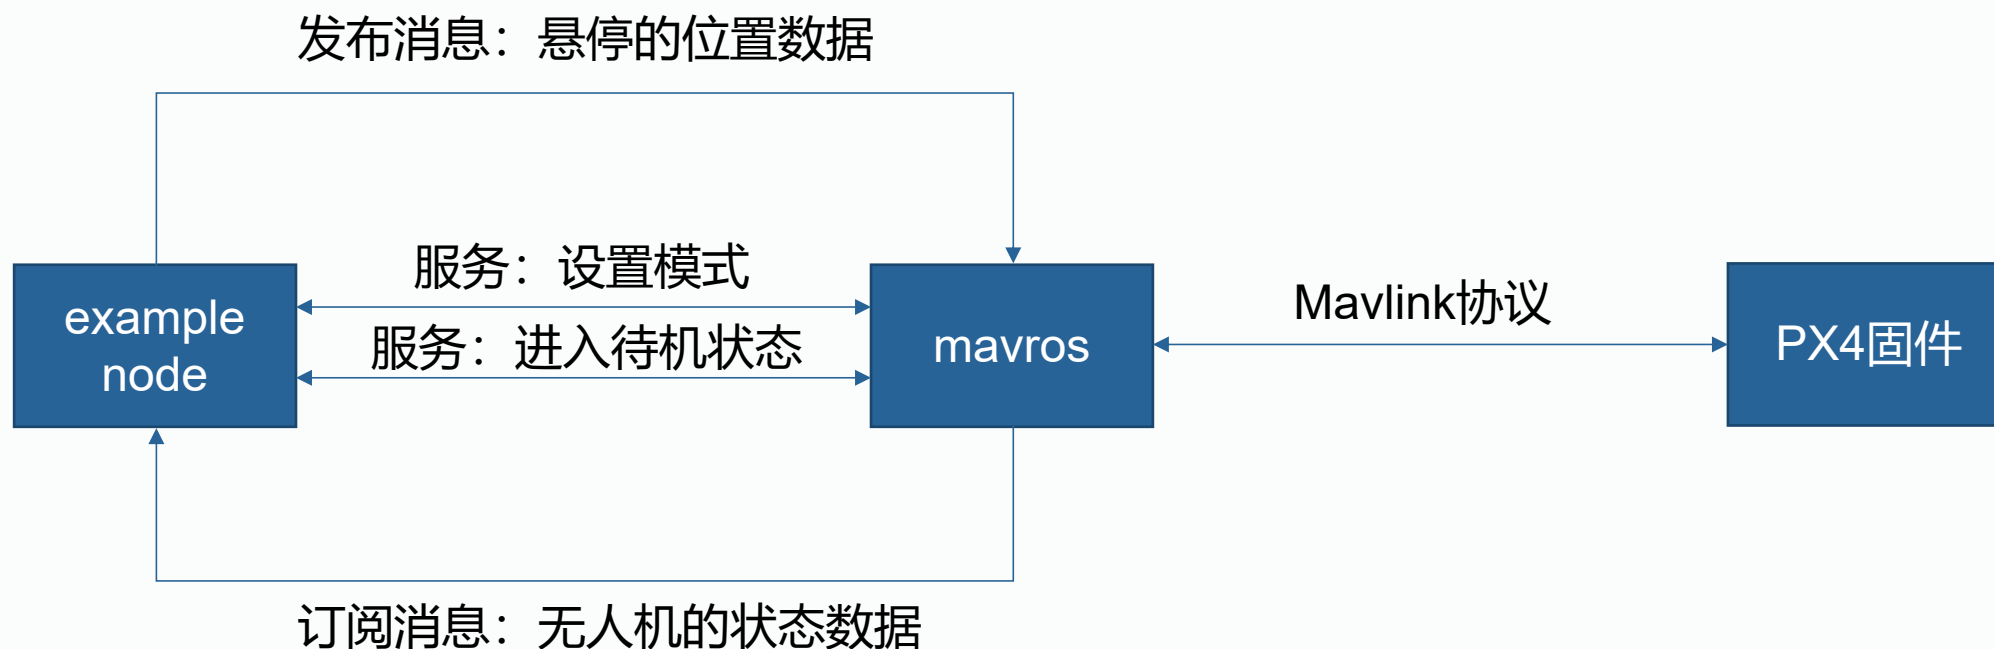 发布消息：悬停的位置数据
服务：设置模式
服务：进入待机状态
example
node
mavros
Mavlink协议
PX4固件
订阅消息：无人机的状态数据